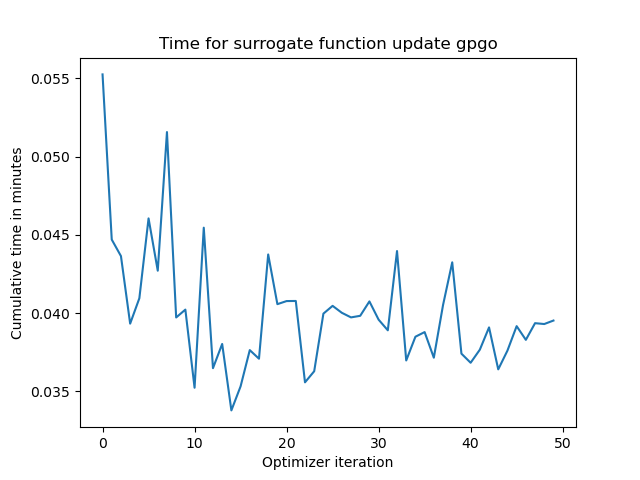 Time for surrogate function update gpgo
0.055
0.050
0.045
0.040
0.035
Cumulative time in minutes
0 10 20 30 40 50
Optimizer iteration